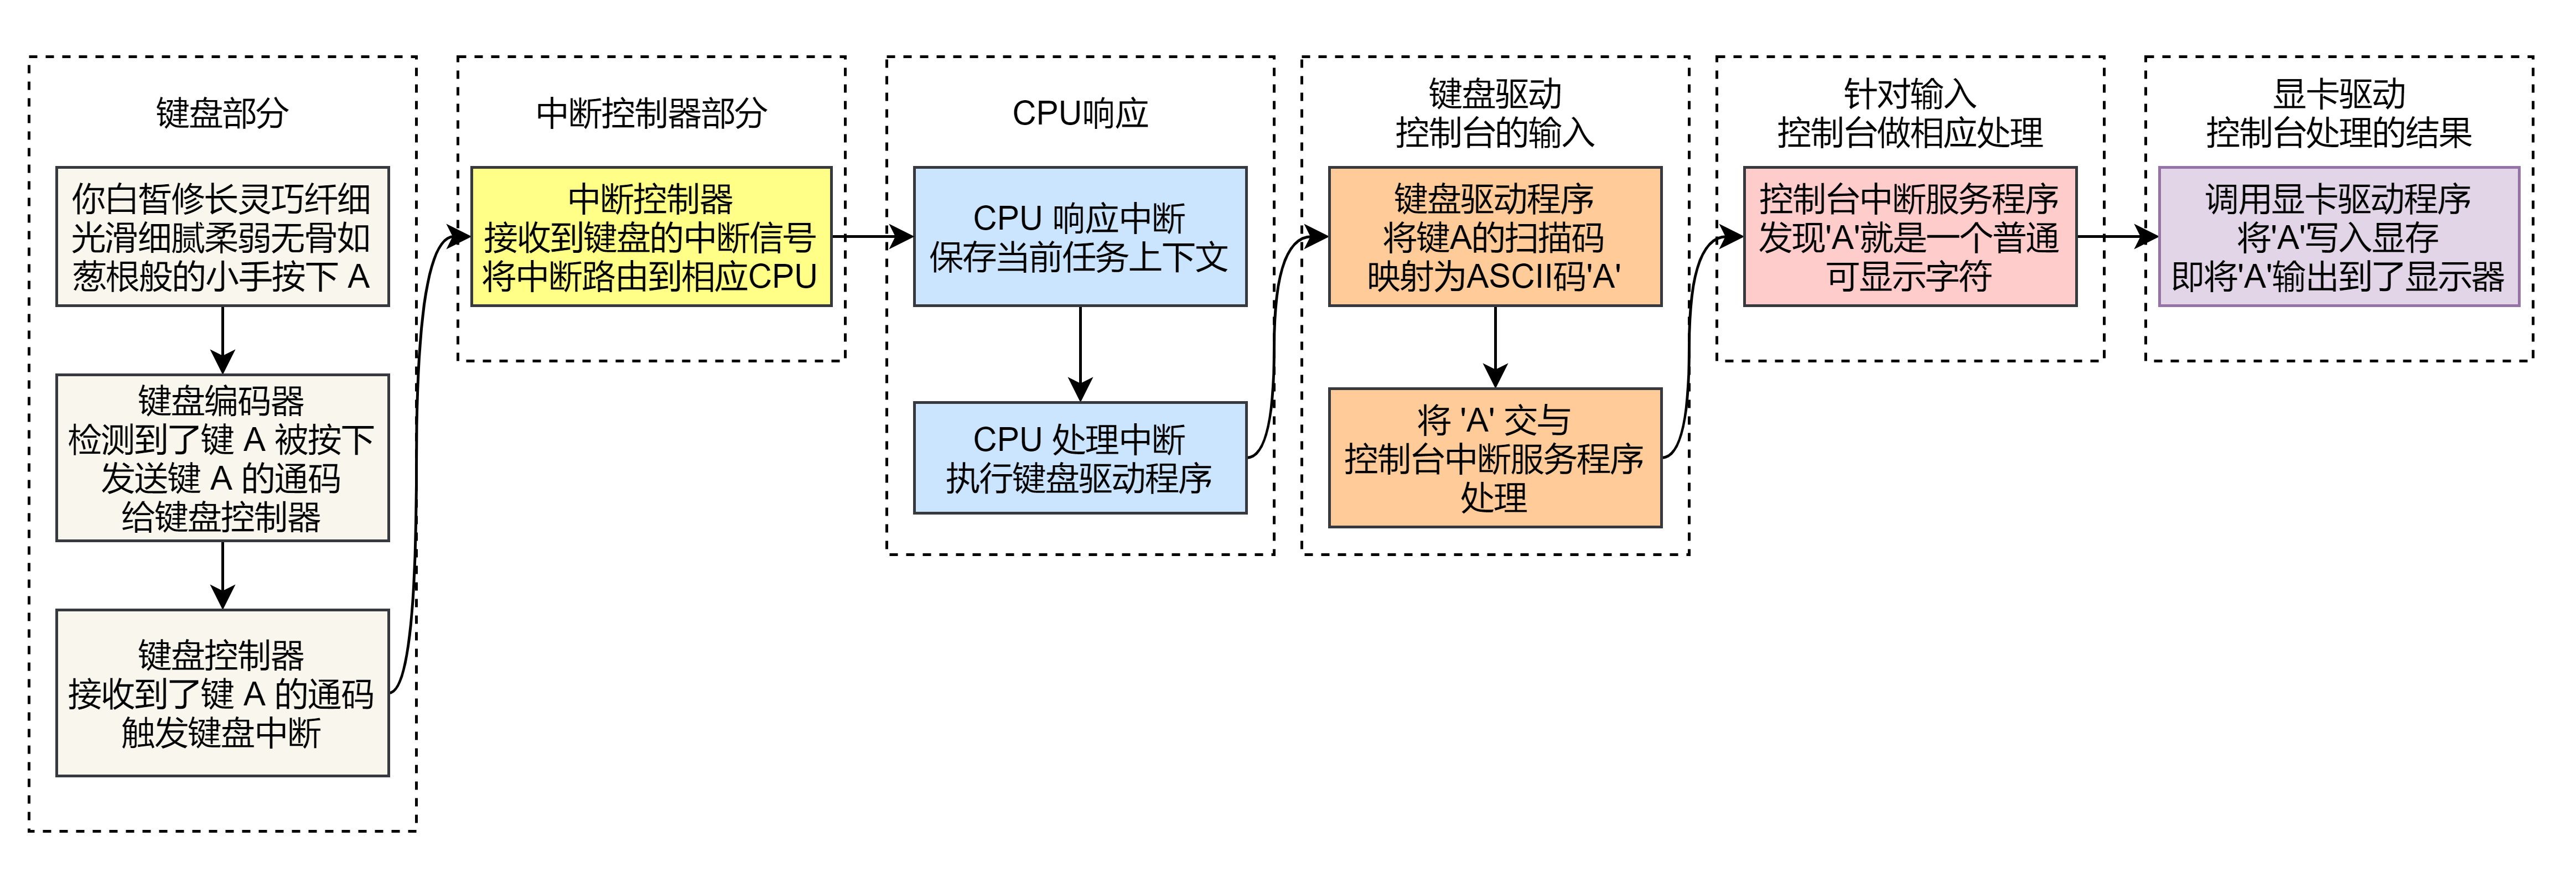 键盘部分
你白皙修长灵巧纤细
光滑细腻柔弱无骨如
葱根般的小手按下 A
键盘编码器
检测到了键 A 被按下
发送键 A 的通码
给键盘控制器
键盘控制器
接收到了键 A 的通码
触发键盘中断
中断控制器部分
中断控制器
接收到键盘的中断信号
将中断路由到相应CPU
CPU响应
CPU 响应中断
保存当前任务上下文
CPU 处理中断
执行键盘驱动程序
键盘驱动
控制台的输入
键盘驱动程序
将键A的扫描码
映射为ASCII码'A'
将 'A' 交与
控制台中断服务程序
处理
针对输入
控制台做相应处理
控制台中断服务程序
发现'A'就是一个普通
可显示字符
显卡驱动
控制台处理的结果
调用显卡驱动程序
将'A'写入显存
即将'A'输出到了显示器